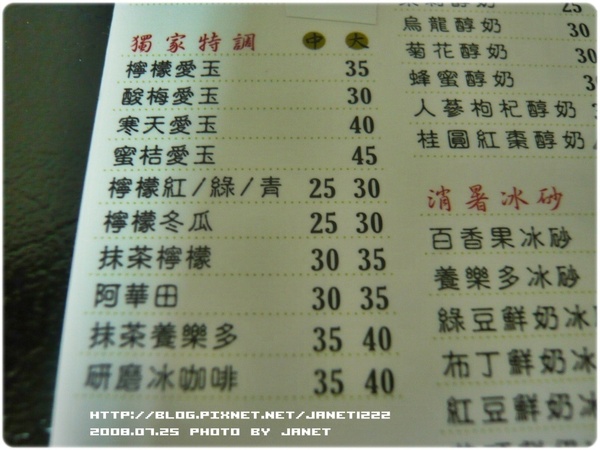 獨家特調 中 大
檸檬愛玉 35
酸梅愛玉 30
寒天愛玉 40
蜜桔愛玉 45
檸檬紅/綠/青 25 30
檸檬冬瓜 25 30
抹茶檸檬 30 35
阿華田 30 35
抹茶養樂多 35 40
研磨冰咖啡 35 40
烏龍醇奶 30
菊花醇奶 30
蜂蜜醇奶
人蔘枸杞醇奶
桂圓紅棗醇奶
消暑冰砂
百香果冰砂
養樂多冰砂
綠豆鮮奶冰
布丁鮮奶冰
紅豆鮮奶冰
HTTP://BLOG.PIXNET.NET/JANET1222
2008.07.25 PHOTO BY JANET